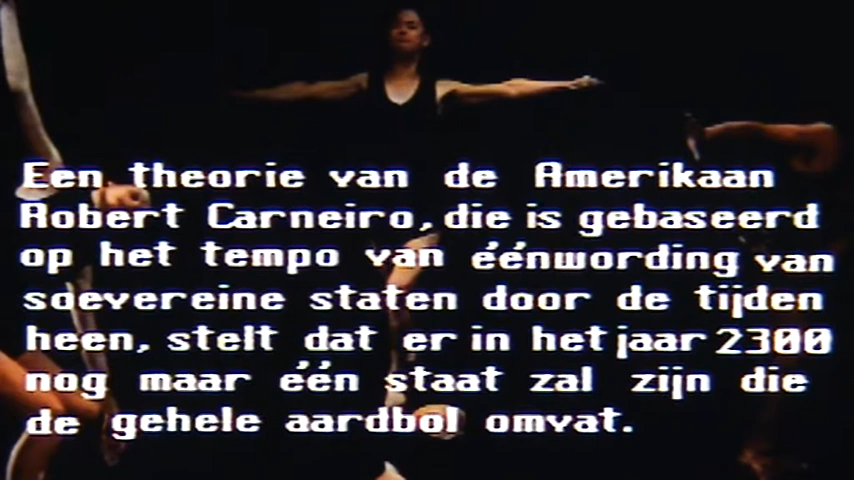 Een theorie van de Amerikaan
Robert Carneiro, die is gebaseerd
op het tempo van éénwording van
soevereine staten door de tijden
heen, stelt dat er in het jaar 2300
nog maar één staat zal zijn die
de gehele aardbol omvat.